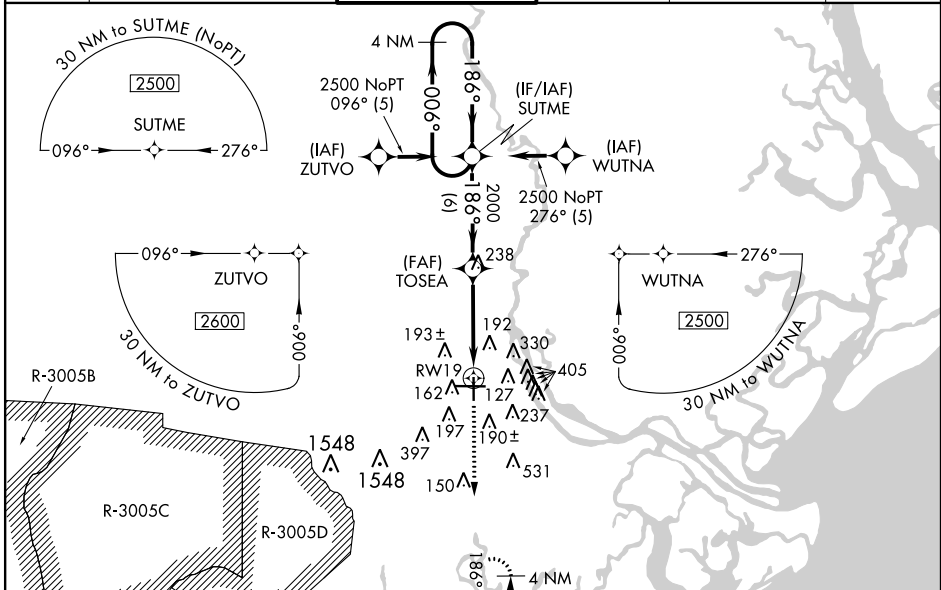 30 NM to SUTME (NoPT)
2500
SUTME
096°
276°
4 NM
2500 NoPT
096° (5)
006°
186°
(IF/IAF)
SUTME
(IAF)
ZUTVO
(IAF)
WUTNA
2500 NoPT
276° (5)
2000
186°
(6)
096°
ZUTVO
2600
006°
30 NM to ZUTVO
(FAF)
TOSEA
238
276°
WUTNA
2500
006°
30 NM to WUTNA
193±
192
330
RW19
405
162
127
237
197
190±
397
531
150
1548
1548
R-3005B
R-3005C
R-3005D
186°
4 NM